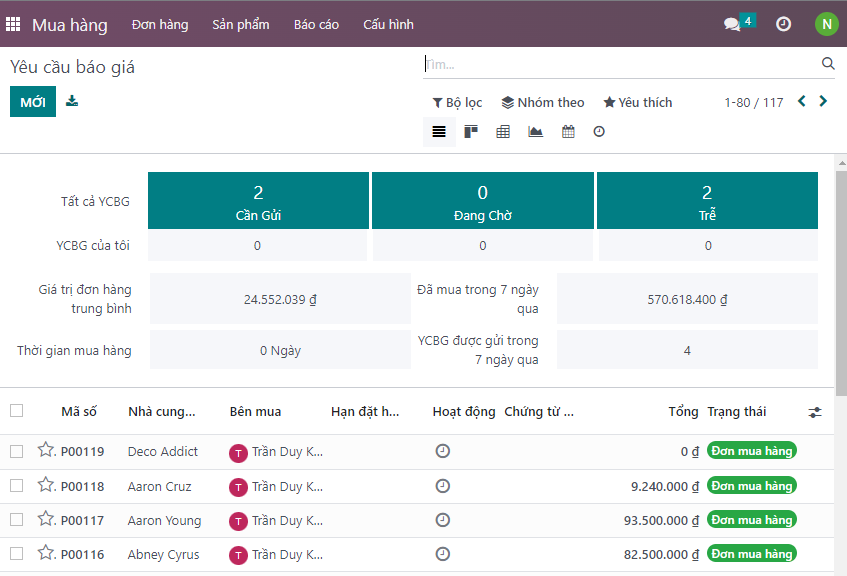 Mua hàng Đơn hàng Sản phẩm Báo cáo Cấu hình 4 N
Yêu cầu báo giá
Tìm...
MỚI
Bộ lọc Nhóm theo Yêu thích 1-80 / 117
Tất cả YCBG
2 0 2
Cần Gửi Đang Chờ Trễ
YCBG của tôi 0 0 0
Giá trị đơn hàng
trung bình
24.552.039 ₫
Đã mua trong 7 ngày
qua
570.618.400 ₫
Thời gian mua hàng 0 Ngày
YCBG được gửi trong
7 ngày qua
4
Mã số Nhà cung... Bên mua Hạn đặt h... Hoạt động Chứng từ ... Tổng Trạng thái
P00119 Deco Addict T Trần Duy K... 0 ₫ Đơn mua hàng
P00118 Aaron Cruz T Trần Duy K... 9.240.000 ₫ Đơn mua hàng
P00117 Aaron Young T Trần Duy K... 93.500.000 ₫ Đơn mua hàng
P00116 Abney Cyrus T Trần Duy K... 82.500.000 ₫ Đơn mua hàng